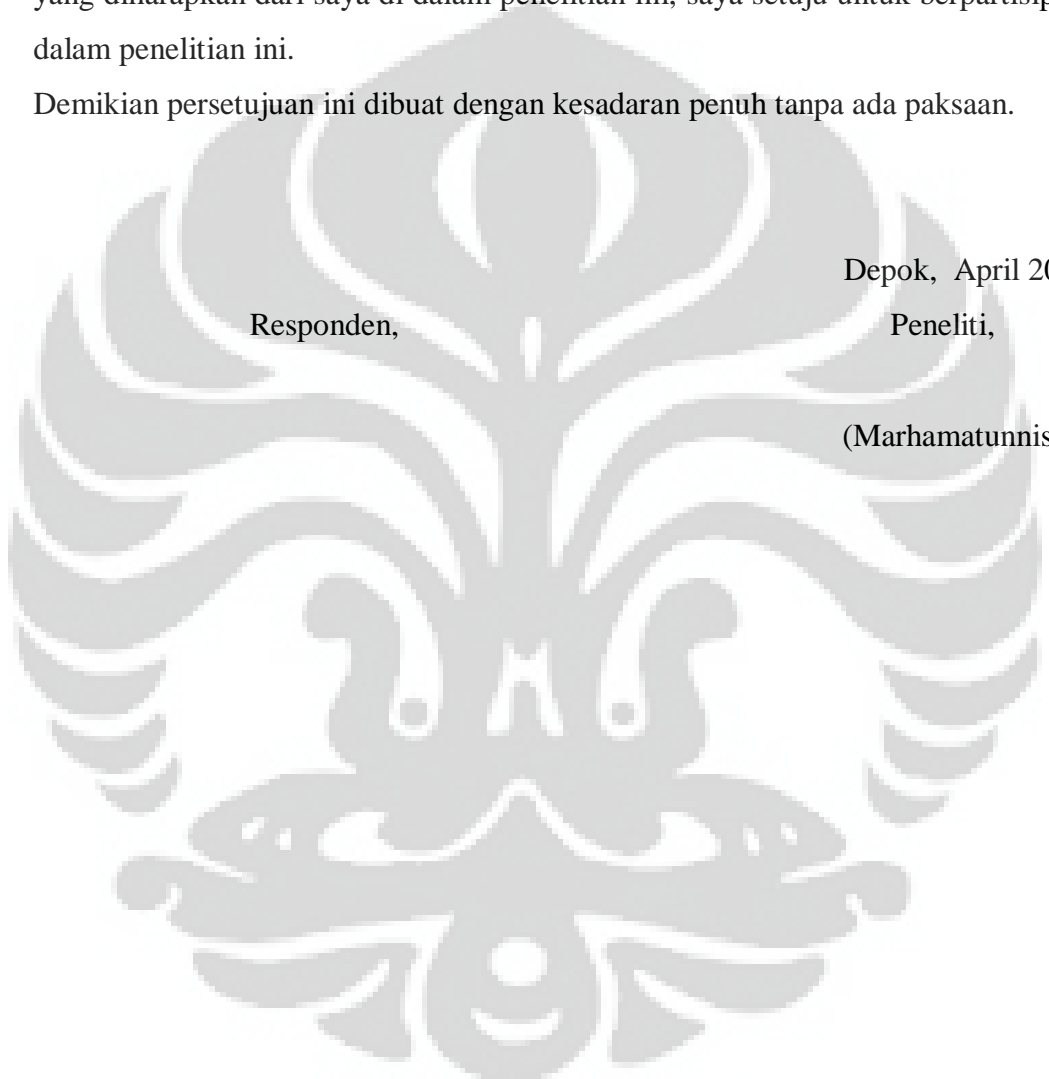 yang diharapkan dari saya di dalam penelitian ini, saya setuju untuk berpartisip
dalam penelitian ini.
Demikian persetujuan ini dibuat dengan kesadaran penuh tanpa ada paksaan.
Depok, April 20
Responden, Peneliti,
(Marhamatunnis